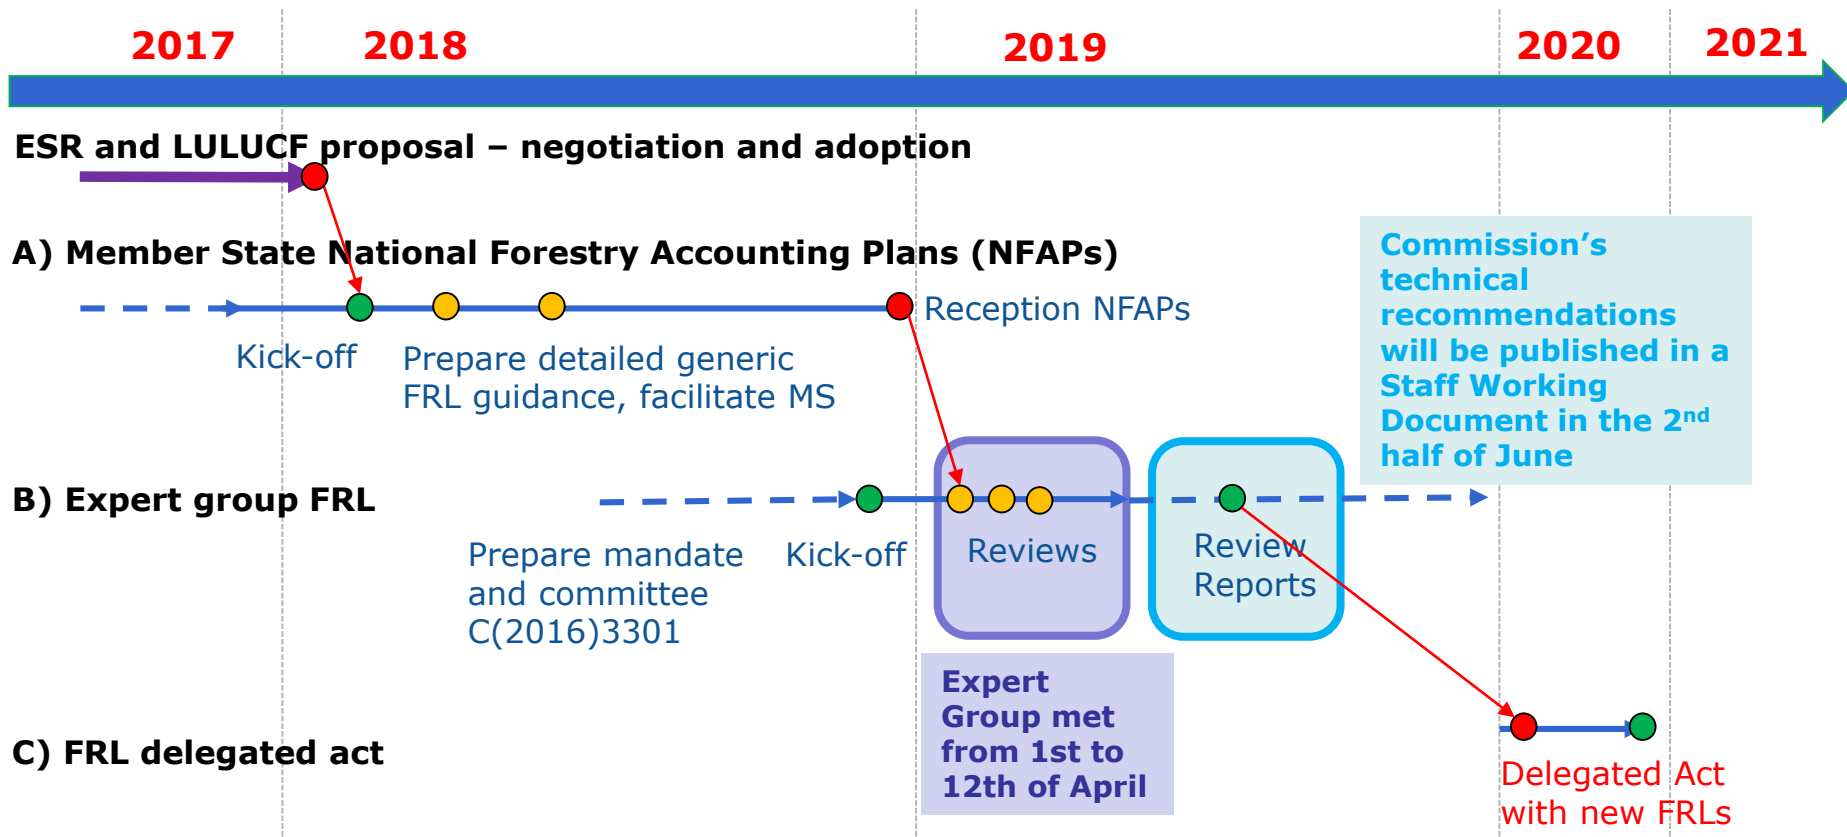 2017
2018
2019
2020
2021
ESR and LULUCF proposal – negotiation and adoption
A) Member State National Forestry Accounting Plans (NFAPs)
Reception NFAPs
Kick-off
Prepare detailed generic
FRL guidance, facilitate MS
Commission’s
technical
recommendations
will be published in a
Staff Working
Document in the 2nd
half of June
B) Expert group FRL
Prepare mandate
and committee
C(2016)3301
Kick-off
Reviews
Review
Reports
Expert
Group met
from 1st to
12th of April
C) FRL delegated act
Delegated Act
with new FRLs